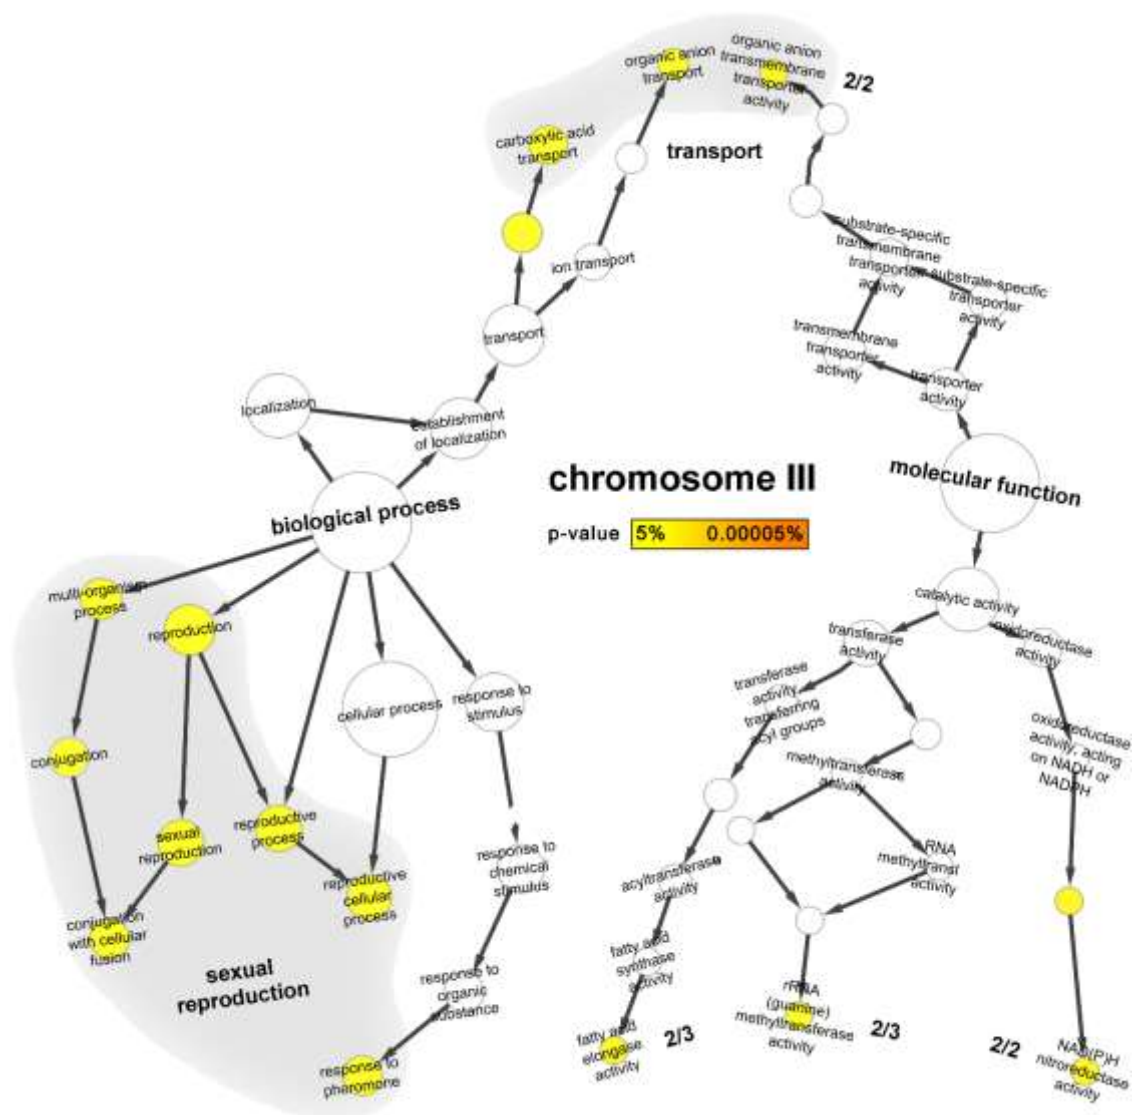 organic anion
transport
organic anion
transmembrane
transporter
activity
2/2
carboxylic acid
transport
transport
ion transport
transport
substrate-specific
transmembrane
transporter
activity
substrate-specific
transporter
activity
transmembrane
transporter
activity
transporter
activity
localization
establishment
of localization
chromosome III
p-value
5%
0.00005%
molecular function
biological process
multi-organism
process
reproduction
catalytic activity
transferase
activity
oxidoreductase
activity
cellular process
response to
stimulus
transferase
activity
transferring
acyl groups
conjugation
methyltransferase
activity
oxidoreductase
activity, acting
on NADH or
NADPH
sexual
reproduction
reproductive
process
response to
chemical
stimulus
RNA
methyltransf
activity
acyltransferase
activity
reproductive
cellular
process
conjugation
with cellular
fusion
sexual
reproduction
response to
organic
substance
fatty acid
synthase
activity
rRNA
(guanine)
methyltransferase
activity
2/3
fatty acid
elongase
activity
2/3
2/2
NAD(P)H
nitroreductase
activity
response to
pheromone